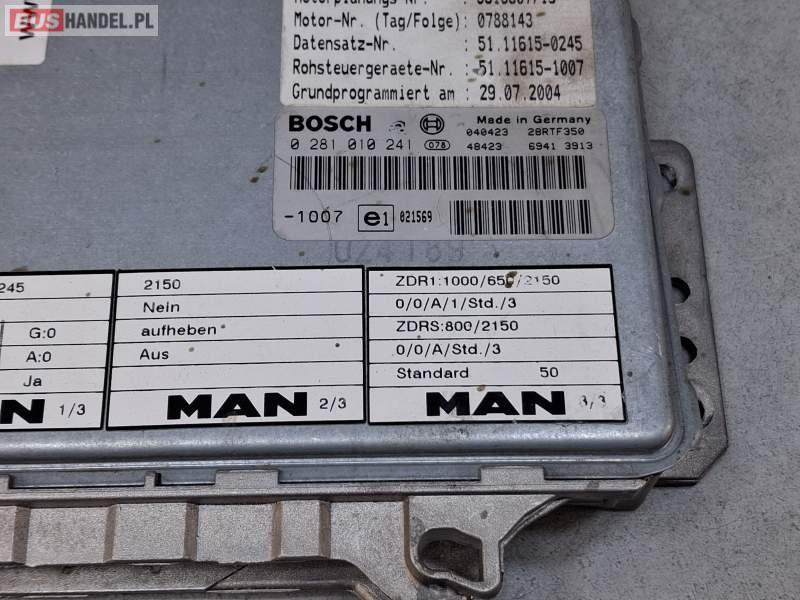 BUSHANDEL.PL
www
Motor-Nr. (Tag/Folge): 0788143
Datensatz-Nr. : 51.11615-0245
Rohsteuergeraete-Nr. : 51.11615-1007
Grundprogrammiert am : 29.07.2004
BOSCH Made in Germany
040423 28RTF350
0 281 010 241 078 48423 6941 3913
-1007 e1 021569
245
G:0
A:0
Ja
1/3
2150
Nein
aufheben
Aus
MAN 2/3
ZDR1:1000/650/2150
0/0/A/1/Std./3
ZDRS:800/2150
0/0/A/Std./3
Standard 50
MAN 3/3